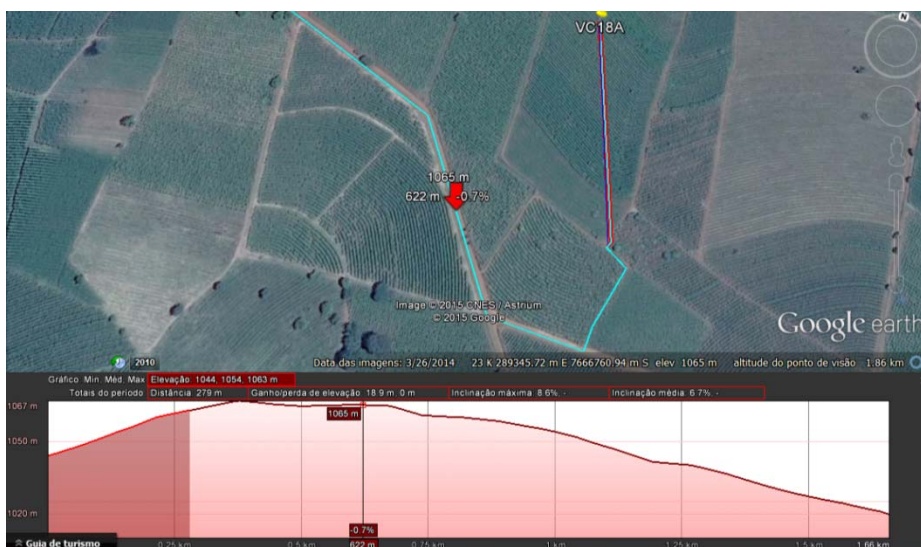 N
VC18A
1065 m
622 m -0.7%
Image © 2015 CNES / Astrium
© 2015 Google
Google earth
2010
Data das imagens: 3/26/2014 23 K 289345.72 m E 7666760.94 m S elev 1065 m altitude do ponto de visão 1.86 km
Gráfico: Mín, Méd, Máx Elevação: 1044, 1054, 1063 m
Totais do período: Distância: 279 m Ganho/perda de elevação: 18.9 m, 0 m Inclinação máxima: 8.6%, - Inclinação média: 6.7%, -
1067 m
1065 m
1050 m
1020 m
-0.7%
Guia de turismo 0.25 km 0.5 km 622 m 0.75 km 1 km 1.25 km 1.5 km 1.66 km